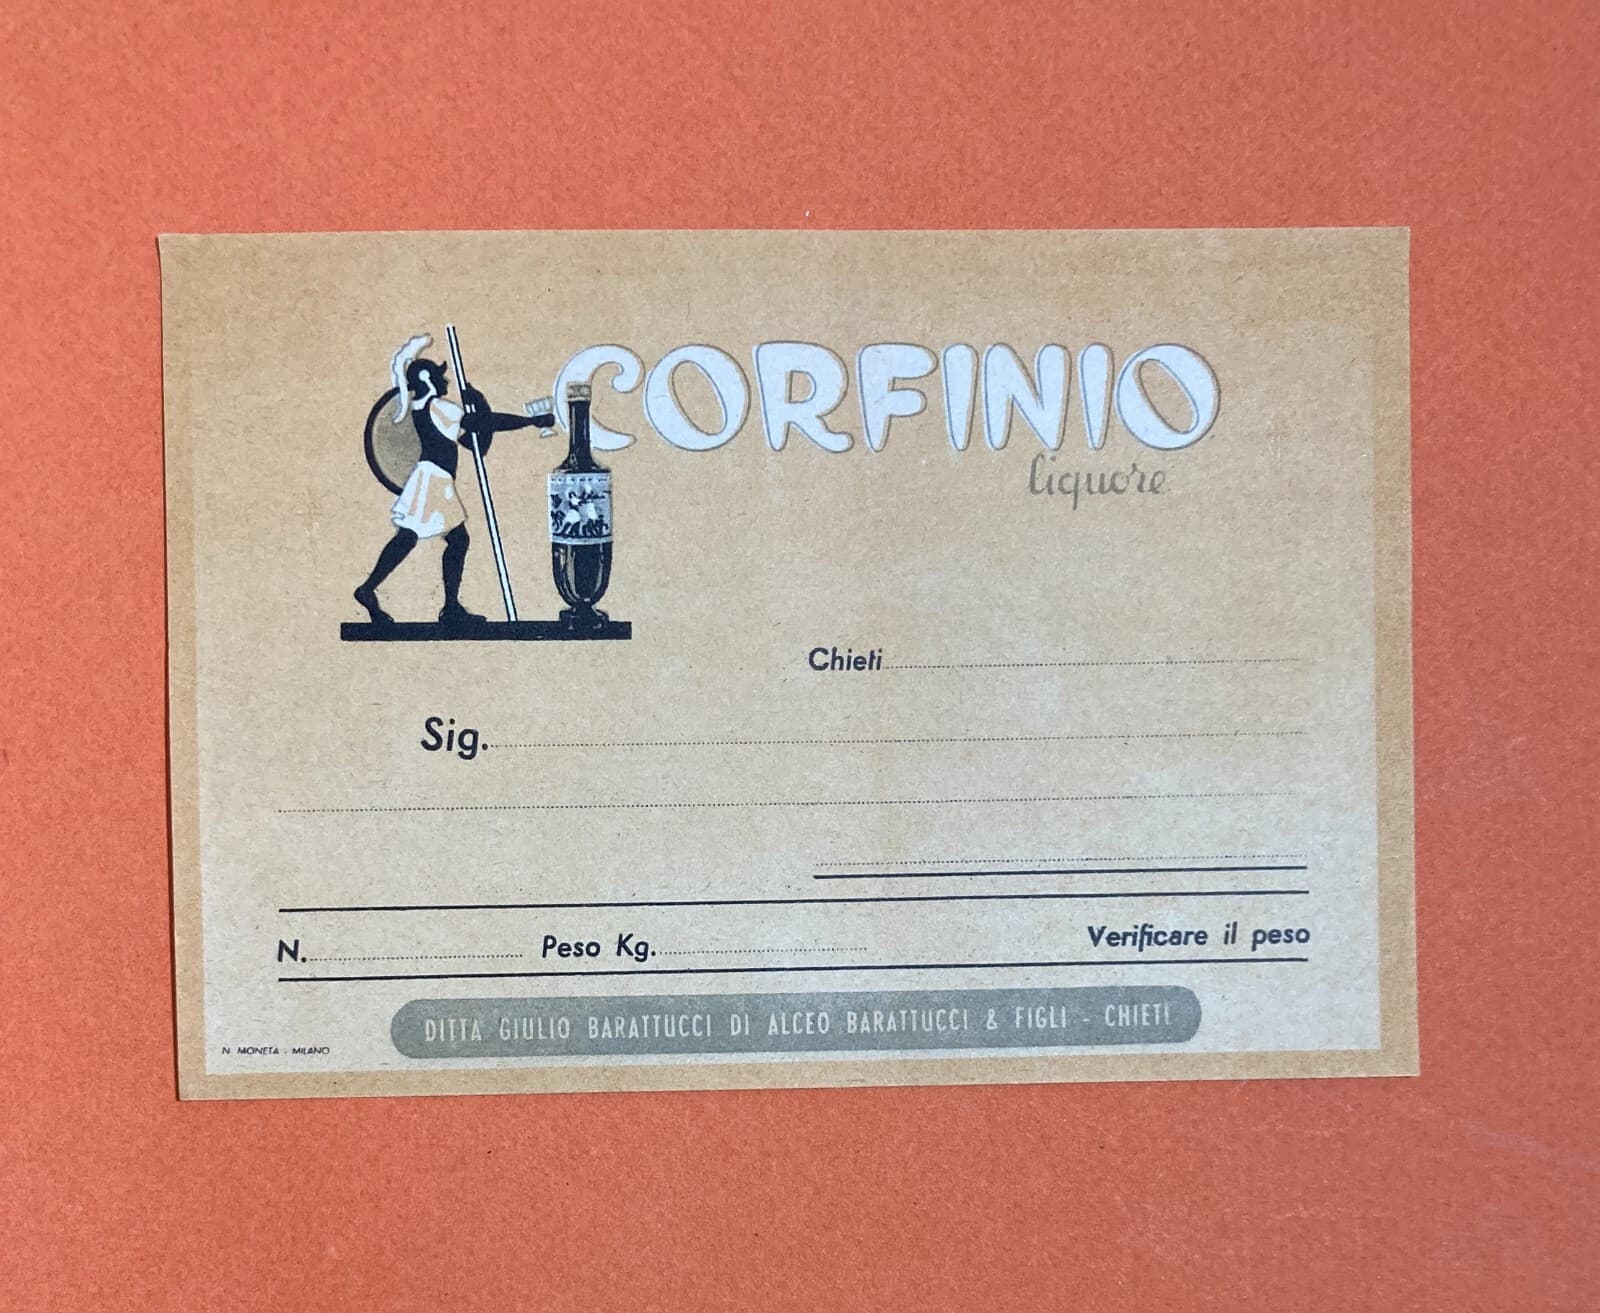 CORFINIO
liquore
Chieti
Sig.
N. Peso Kg. Verificare il peso
DITTA GIULIO BARATTUCCI DI ALCEO BARATTUCCI & FIGLI - CHIETI
N. MONETA - MILANO